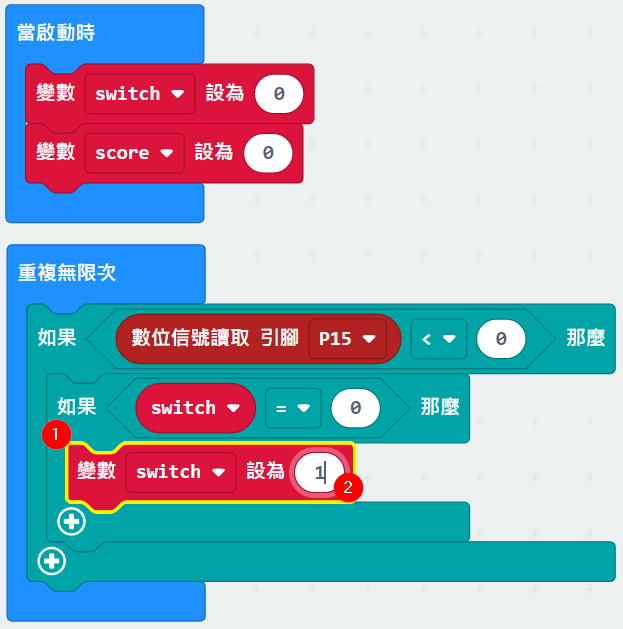 當啟動時
變數 switch 設為 0
變數 score 設為 0
重複無限次
如果 數位信號讀取 引腳 P15 < 0 那麼
如果 switch = 0 那麼
1
變數 switch 設為 1
2